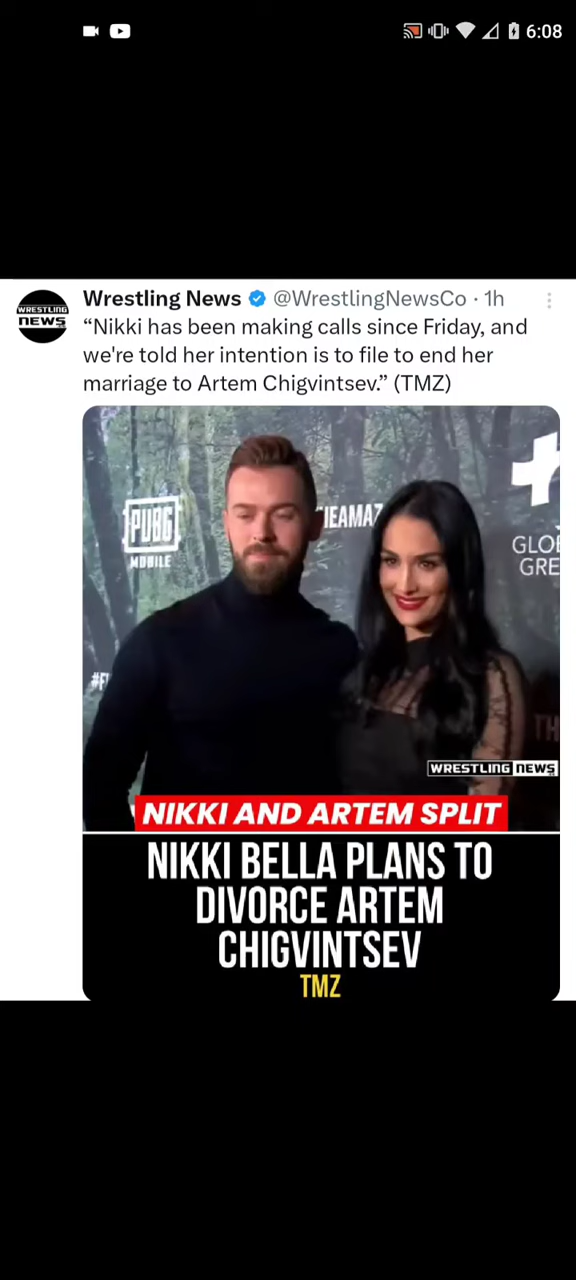 6:08
Wrestling News @WrestlingNewsCo · 1h
WRESTLING
NEWS
“Nikki has been making calls since Friday, and
we're told her intention is to file to end her
marriage to Artem Chigvintsev.” (TMZ)
PUBG
MOBILE
IEAMAZ
GLO
GRE
#F
TH
WRESTLING NEWS
NIKKI AND ARTEM SPLIT
NIKKI BELLA PLANS TO
DIVORCE ARTEM
CHIGVINTSEV
TMZ